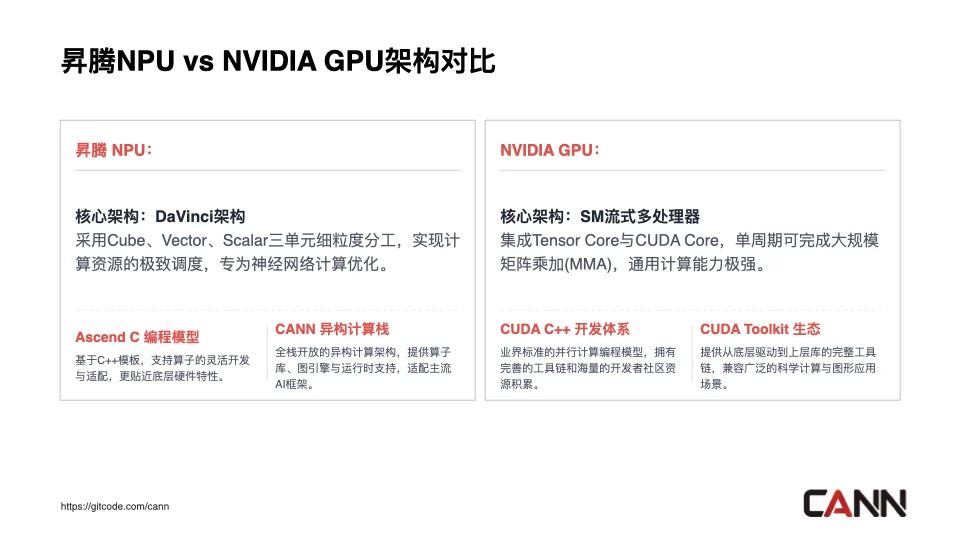 昇腾NPU vs NVIDIA GPU架构对比
昇腾 NPU：
核心架构：DaVinci架构
采用Cube、Vector、Scalar三单元细粒度分工，实现计
算资源的极致调度，专为神经网络计算优化。
Ascend C 编程模型
基于C++模板，支持算子的灵活开发
与适配，更贴近底层硬件特性。
CANN 异构计算栈
全栈开放的异构计算架构，提供算子
库、图引擎与运行时支持，适配主流
AI框架。
NVIDIA GPU：
核心架构：SM流式多处理器
集成Tensor Core与CUDA Core，单周期可完成大规模
矩阵乘加(MMA)，通用计算能力极强。
CUDA C++ 开发体系
业界标准的并行计算编程模型，拥有
完善的工具链和海量的开发者社区资
源积累。
CUDA Toolkit 生态
提供从底层驱动到上层库的完整工具
链，兼容广泛的科学计算与图形应用
场景。
https://gitcode.com/cann
CANN